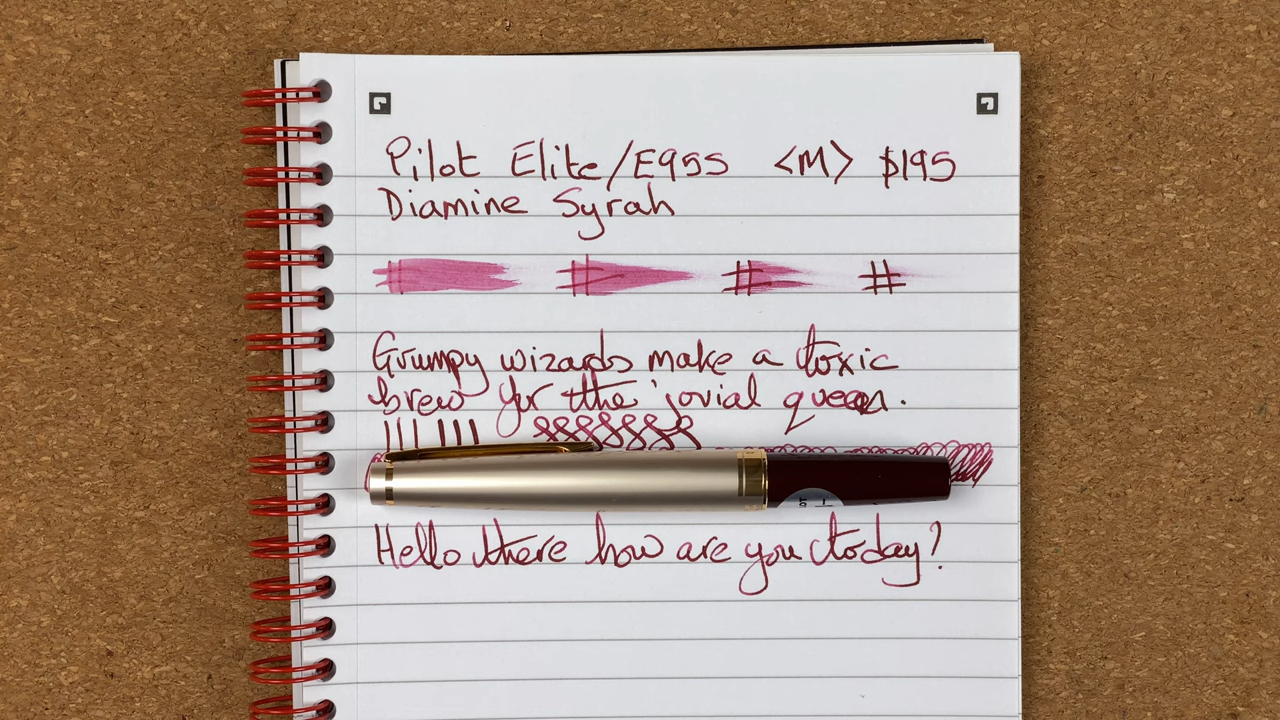 Pilot Elite/E95S <M> $195
Diamine Syrah
# # # #
Grumpy wizards make a toxic
brew for the jovial queen.
Hello there how are you today?